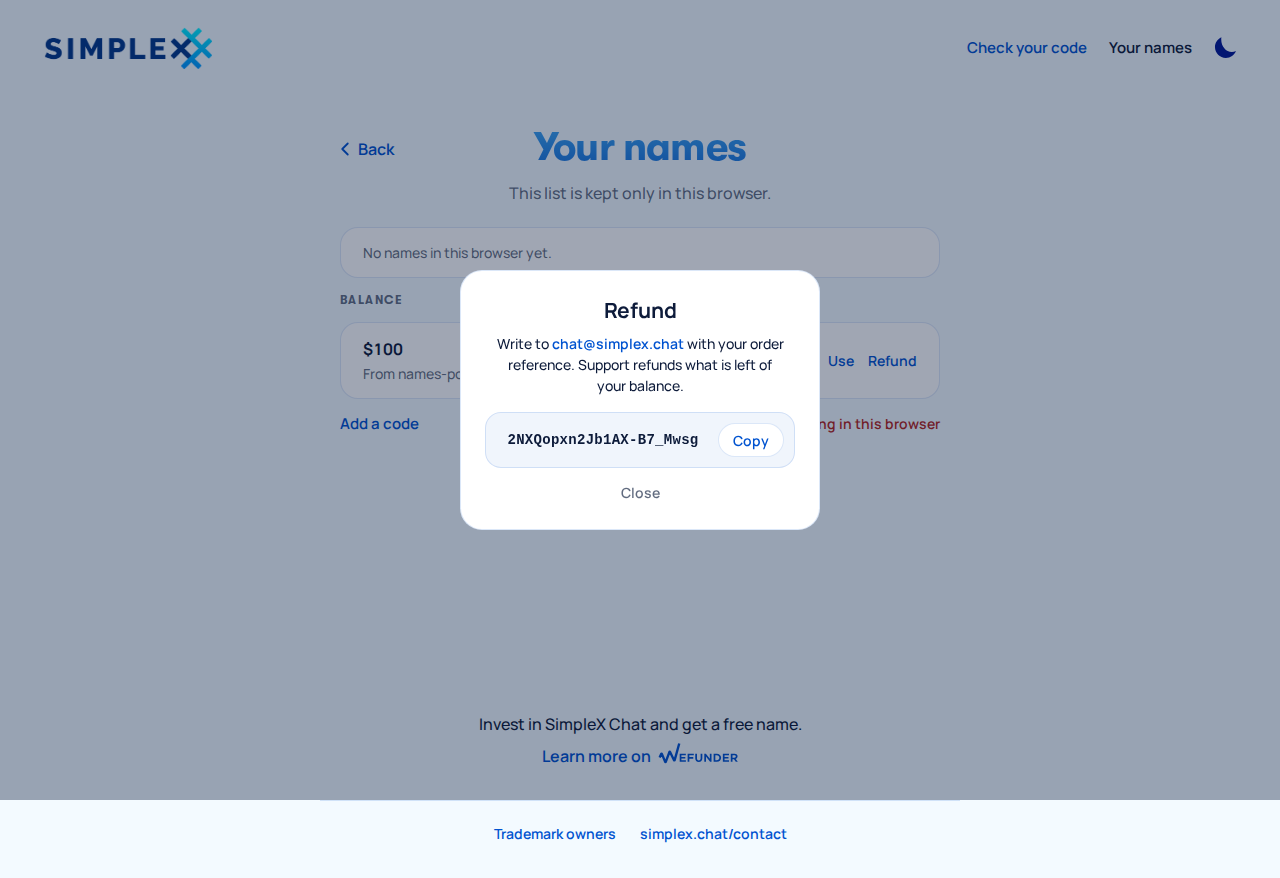 SIMPLEX
Check your code
Your names
Back
Your names
This list is kept only in this browser.
No names in this browser yet.
BALANCE
$100
From names-po
Use
Refund
Add a code
ng in this browser
Refund
Write to chat@simplex.chat with your order
reference. Support refunds what is left of
your balance.
2NXQopxn2Jb1AX-B7_Mwsg
Copy
Close
Invest in SimpleX Chat and get a free name.
Learn more on WEFUNDER
Trademark owners
simplex.chat/contact